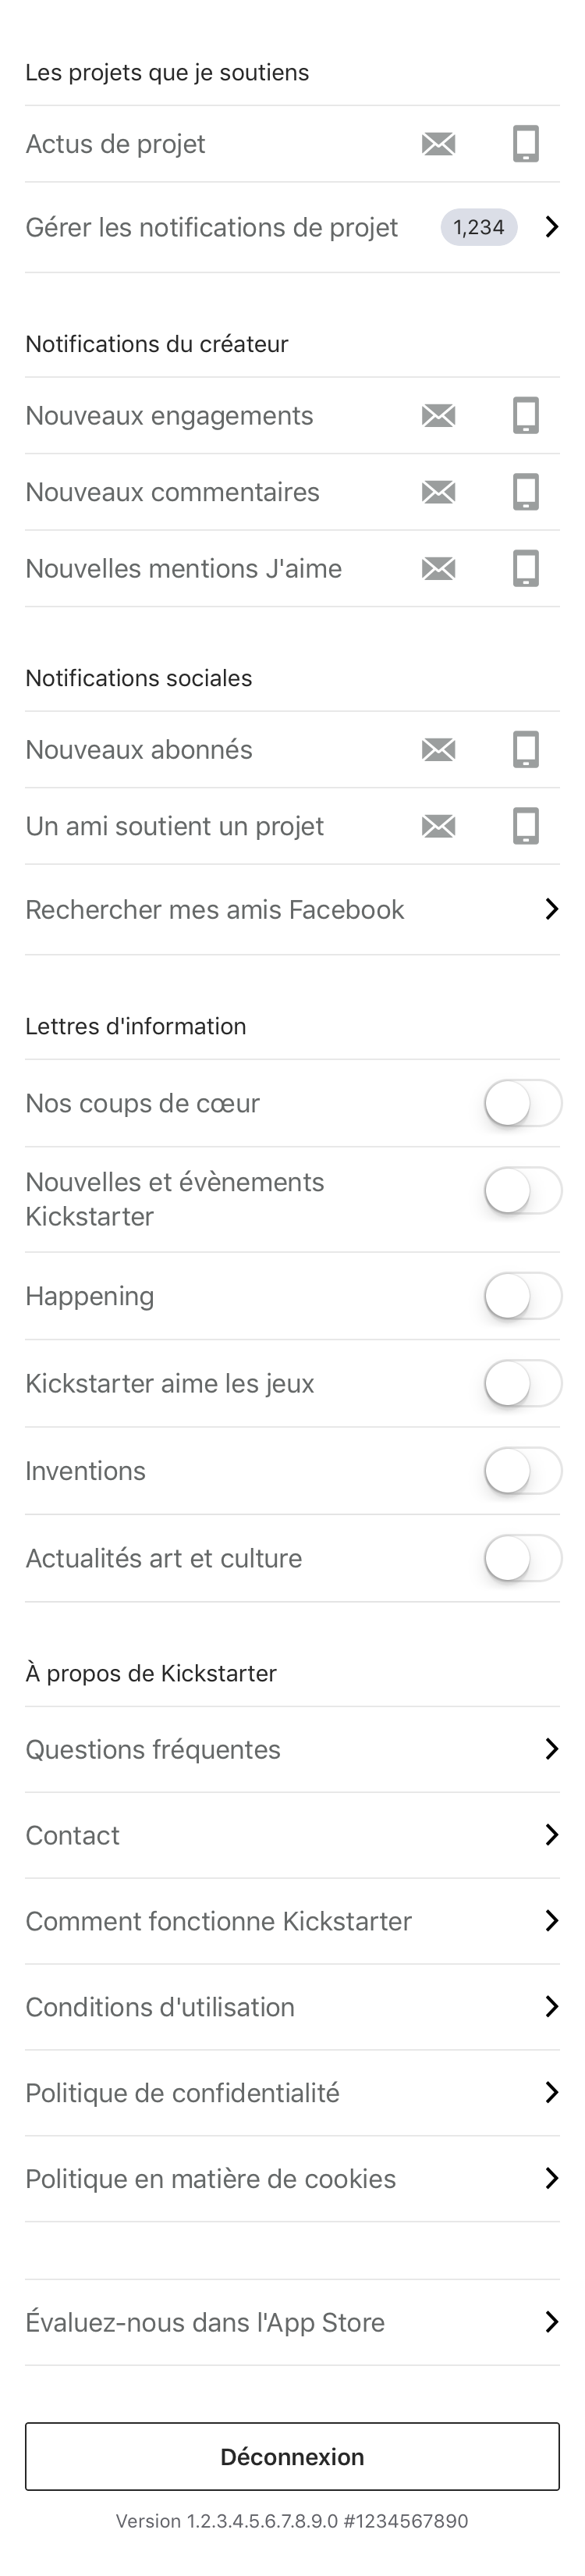 Les projets que je soutiens
Actus de projet
Gérer les notifications de projet 1,234
Notifications du créateur
Nouveaux engagements
Nouveaux commentaires
Nouvelles mentions J'aime
Notifications sociales
Nouveaux abonnés
Un ami soutient un projet
Rechercher mes amis Facebook
Lettres d'information
Nos coups de cœur
Nouvelles et évènements
Kickstarter
Happening
Kickstarter aime les jeux
Inventions
Actualités art et culture
À propos de Kickstarter
Questions fréquentes
Contact
Comment fonctionne Kickstarter
Conditions d'utilisation
Politique de confidentialité
Politique en matière de cookies
Évaluez-nous dans l'App Store
Déconnexion
Version 1.2.3.4.5.6.7.8.9.0 #1234567890